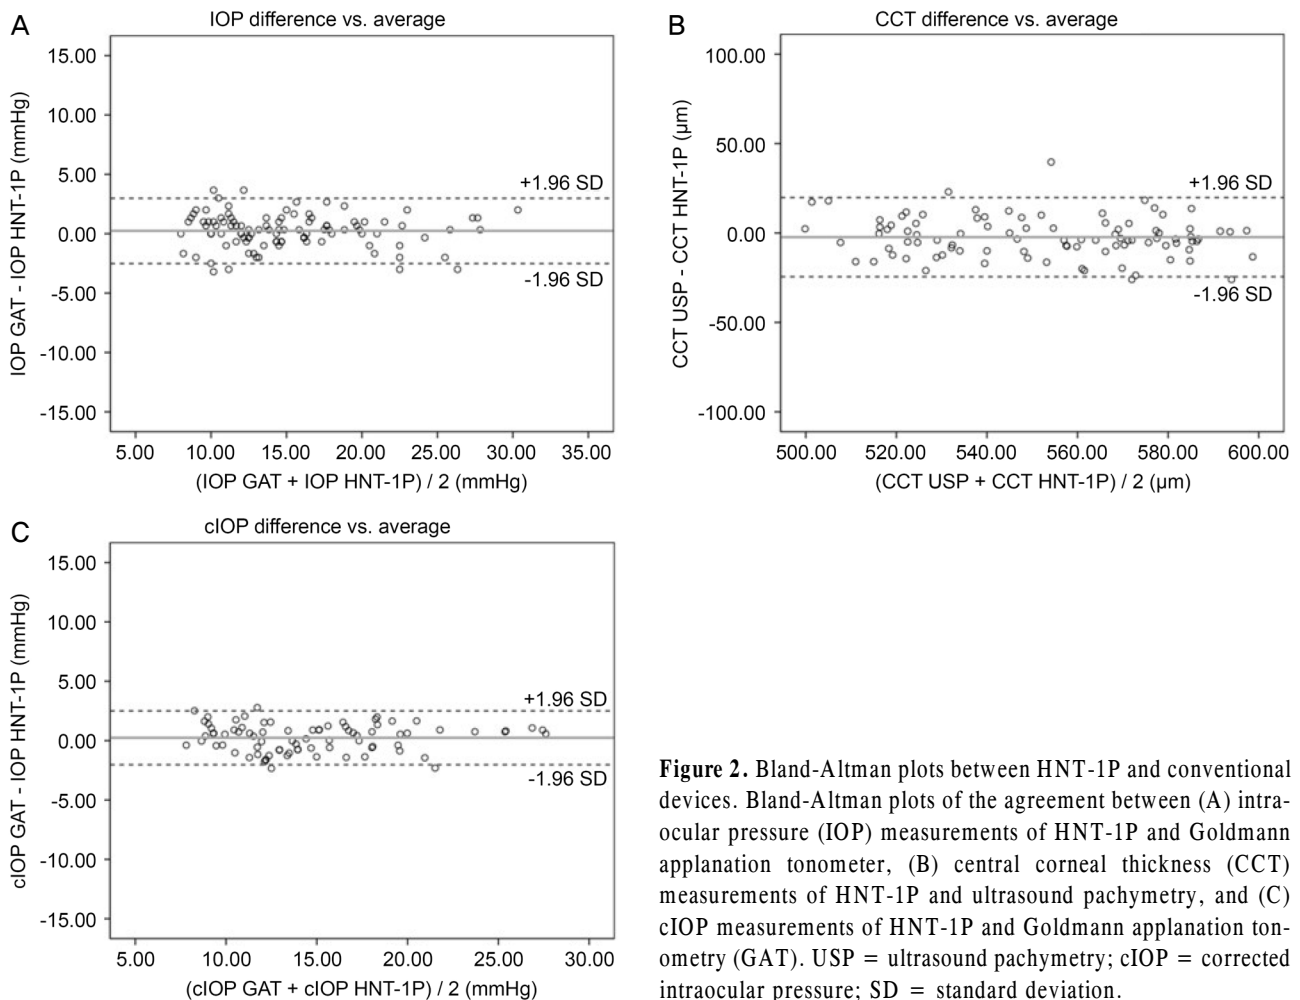 A
IOP difference vs. average
IOP GAT - IOP HNT-1P (mmHg)
15.00
10.00
5.00
0.00
-5.00
-10.00
-15.00
+1.96 SD
-1.96 SD
5.00 10.00 15.00 20.00 25.00 30.00 35.00
(IOP GAT + IOP HNT-1P) / 2 (mmHg)
B
CCT difference vs. average
CCT USP - CCT HNT-1P (µm)
100.00
50.00
0.00
-50.00
-100.00
+1.96 SD
-1.96 SD
500.00 520.00 540.00 560.00 580.00 600.00
(CCT USP + CCT HNT-1P) / 2 (µm)
C
cIOP difference vs. average
cIOP GAT - IOP HNT-1P (mmHg)
15.00
10.00
5.00
0.00
-5.00
-10.00
-15.00
+1.96 SD
-1.96 SD
5.00 10.00 15.00 20.00 25.00 30.00
(cIOP GAT + cIOP HNT-1P) / 2 (mmHg)
Figure 2. Bland-Altman plots between HNT-1P and conventional
devices. Bland-Altman plots of the agreement between (A) intra-
ocular pressure (IOP) measurements of HNT-1P and Goldmann
applanation tonometer, (B) central corneal thickness (CCT)
measurements of HNT-1P and ultrasound pachymetry, and (C)
cIOP measurements of HNT-1P and Goldmann applanation ton-
ometry (GAT). USP = ultrasound pachymetry; cIOP = corrected
intraocular pressure; SD = standard deviation.